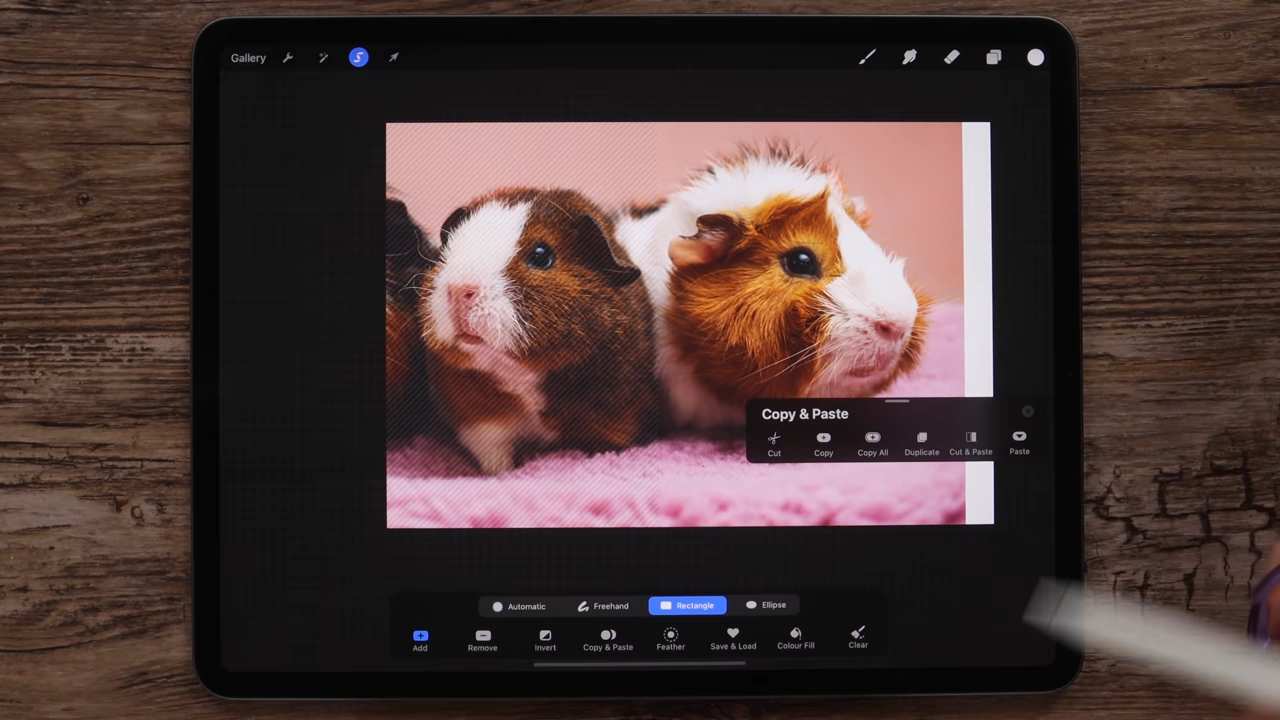 Gallery
Copy & Paste
Cut Copy Copy All Duplicate Cut & Paste Paste
Automatic Freehand Rectangle Ellipse
Add Remove Invert Copy & Paste Feather Save & Load Colour Fill Clear